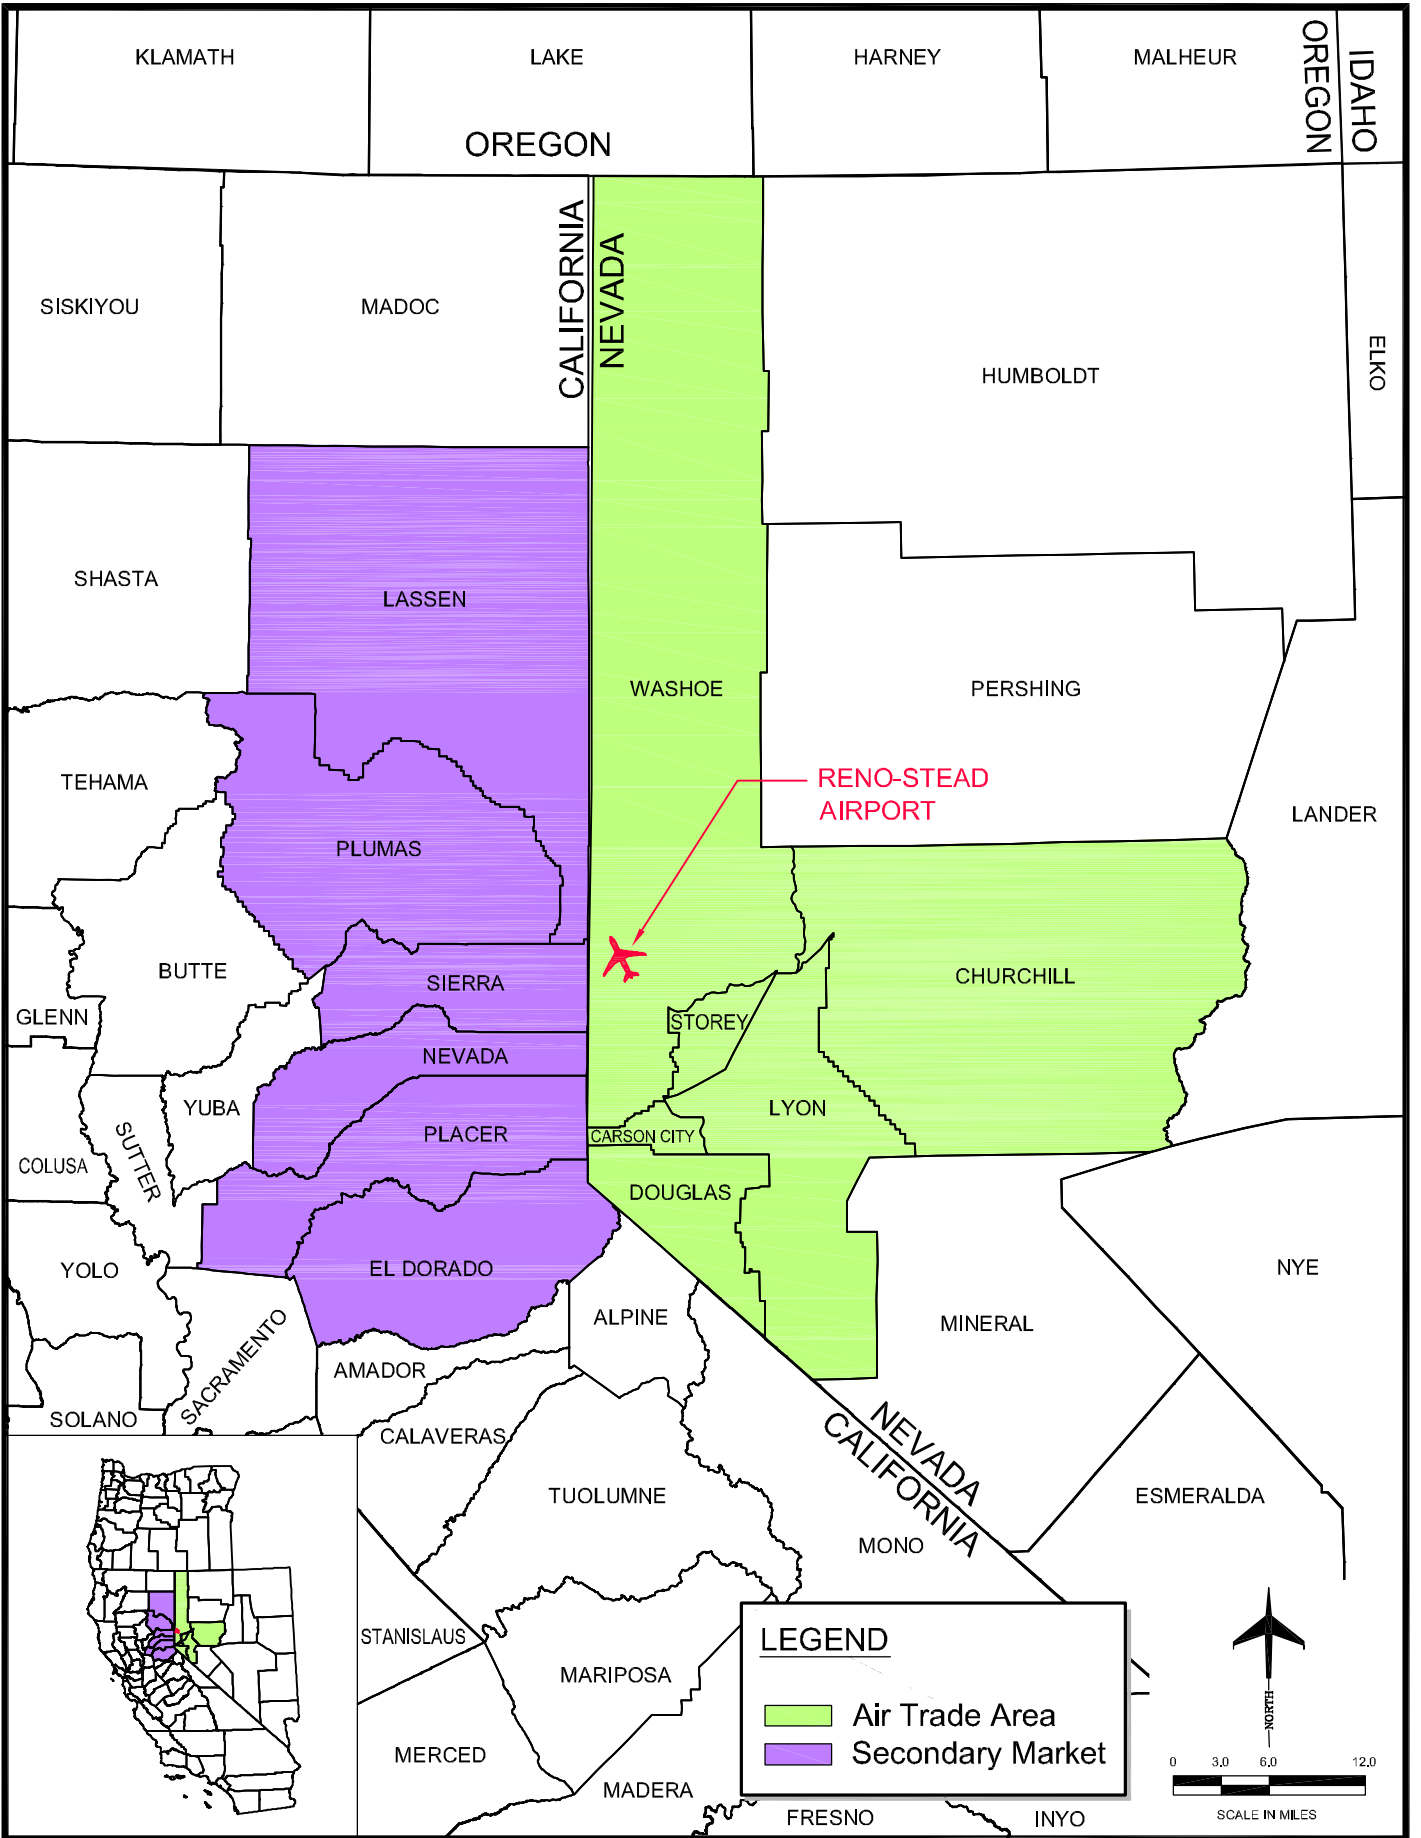 KLAMATH
LAKE
HARNEY
MALHEUR
OREGON
IDAHO
OREGON
SISKIYOU
MADOC
CALIFORNIA
NEVADA
HUMBOLDT
ELKO
SHASTA
LASSEN
WASHOE
PERSHING
TEHAMA
RENO-STEAD
AIRPORT
LANDER
PLUMAS
BUTTE
SIERRA
CHURCHILL
GLENN
STOREY
NEVADA
YUBA
LYON
PLACER
CARSON CITY
SUTTER
COLUSA
DOUGLAS
YOLO
EL DORADO
NYE
ALPINE
MINERAL
SACRAMENTO
AMADOR
SOLANO
CALAVERAS
NEVADA
CALIFORNIA
TUOLUMNE
ESMERALDA
MONO
STANISLAUS
MARIPOSA
MERCED
MADERA
FRESNO
INYO
LEGEND
Air Trade Area
Secondary Market
NORTH
0 3.0 6.0 12.0
SCALE IN MILES